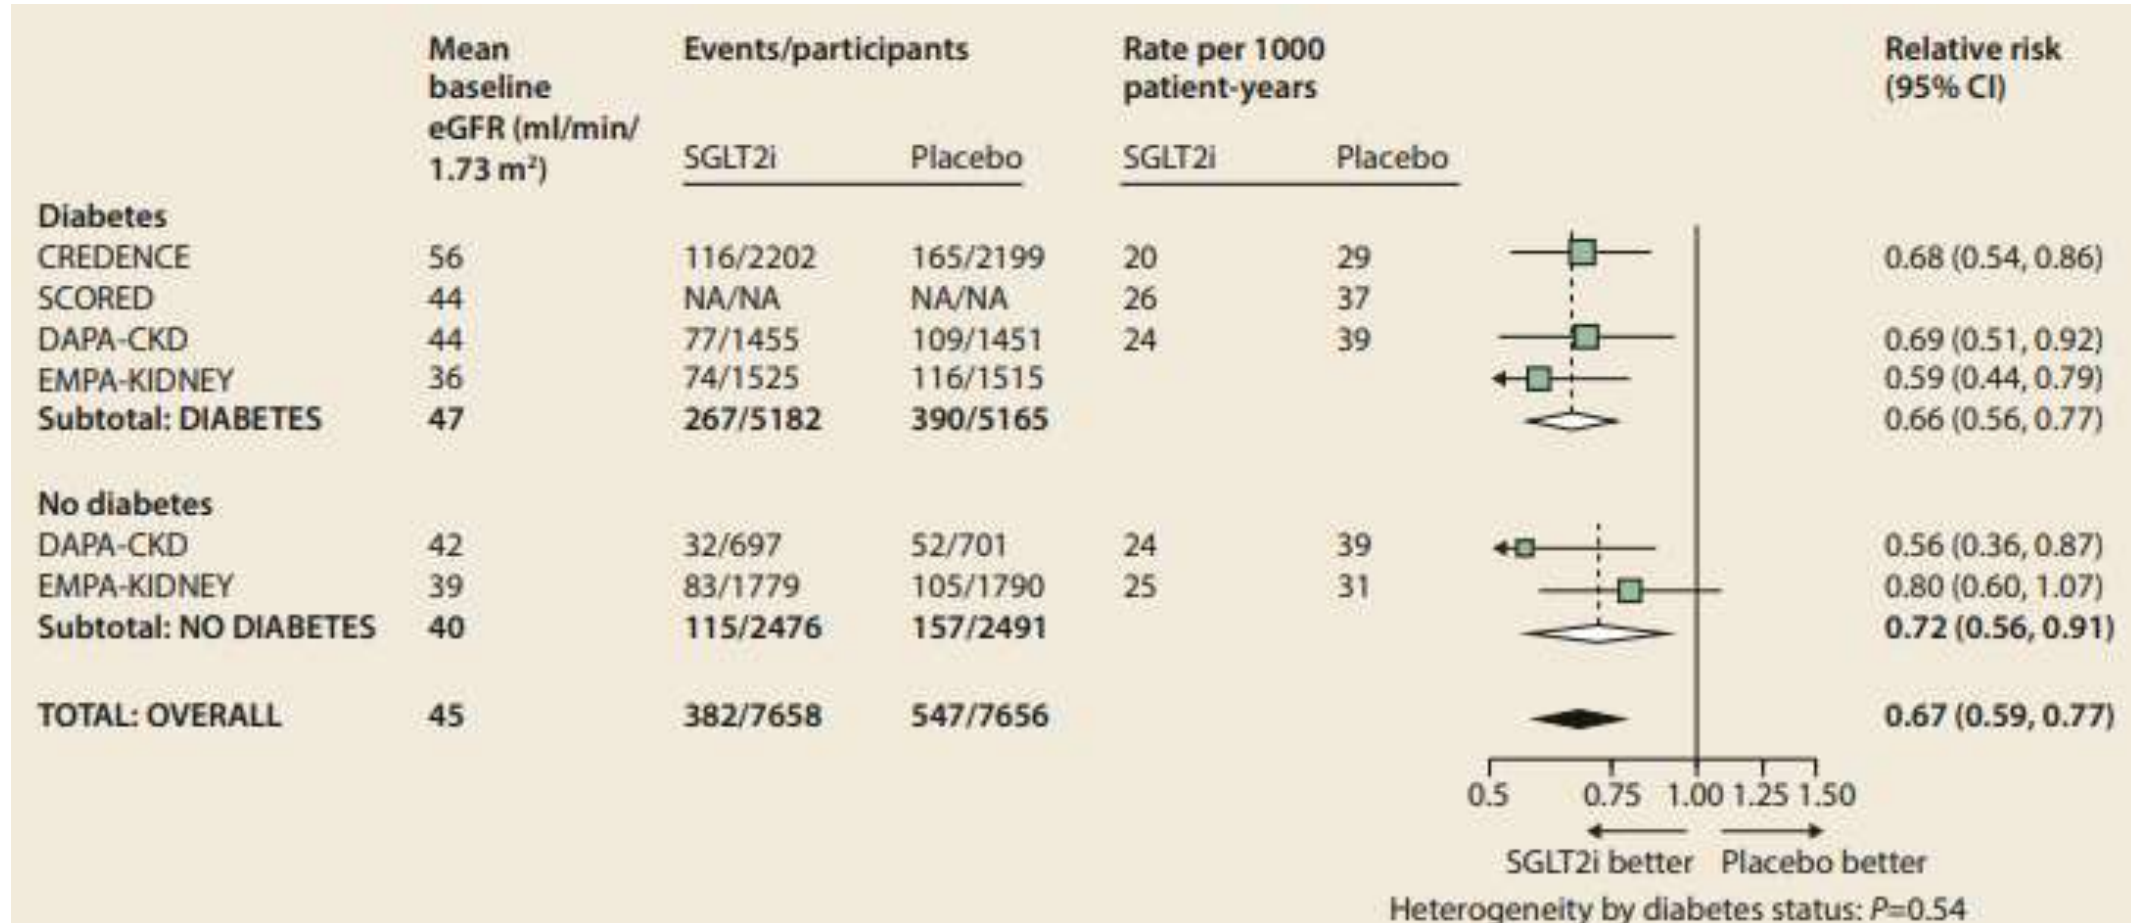 Mean baseline eGFR (ml/min/1.73 m²) Events/participants Rate per 1000 patient-years Relative risk (95% CI)
SGLT2i Placebo SGLT2i Placebo
Diabetes
CREDENCE 56 116/2202 165/2199 20 29 0.68 (0.54, 0.86)
SCORED 44 NA/NA NA/NA 26 37
DAPA-CKD 44 77/1455 109/1451 24 39 0.69 (0.51, 0.92)
EMPA-KIDNEY 36 74/1525 116/1515 0.59 (0.44, 0.79)
Subtotal: DIABETES 47 267/5182 390/5165 0.66 (0.56, 0.77)
No diabetes
DAPA-CKD 42 32/697 52/701 24 39 0.56 (0.36, 0.87)
EMPA-KIDNEY 39 83/1779 105/1790 25 31 0.80 (0.60, 1.07)
Subtotal: NO DIABETES 40 115/2476 157/2491 0.72 (0.56, 0.91)
TOTAL: OVERALL 45 382/7658 547/7656 0.67 (0.59, 0.77)
0.5 0.75 1.00 1.25 1.50
SGLT2i better Placebo better
Heterogeneity by diabetes status: P=0.54